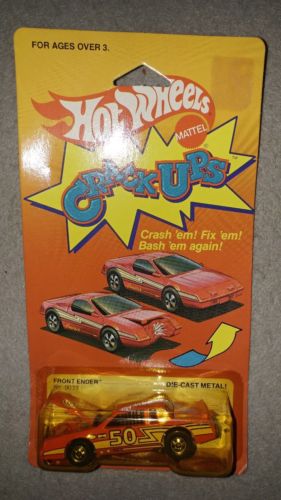 FOR AGES OVER 3.
HOT WHEELS
MATTEL
CRACK UPS
Crash 'em! Fix 'em!
Bash 'em again!
FRONT ENDER
DIE-CAST METAL!
50